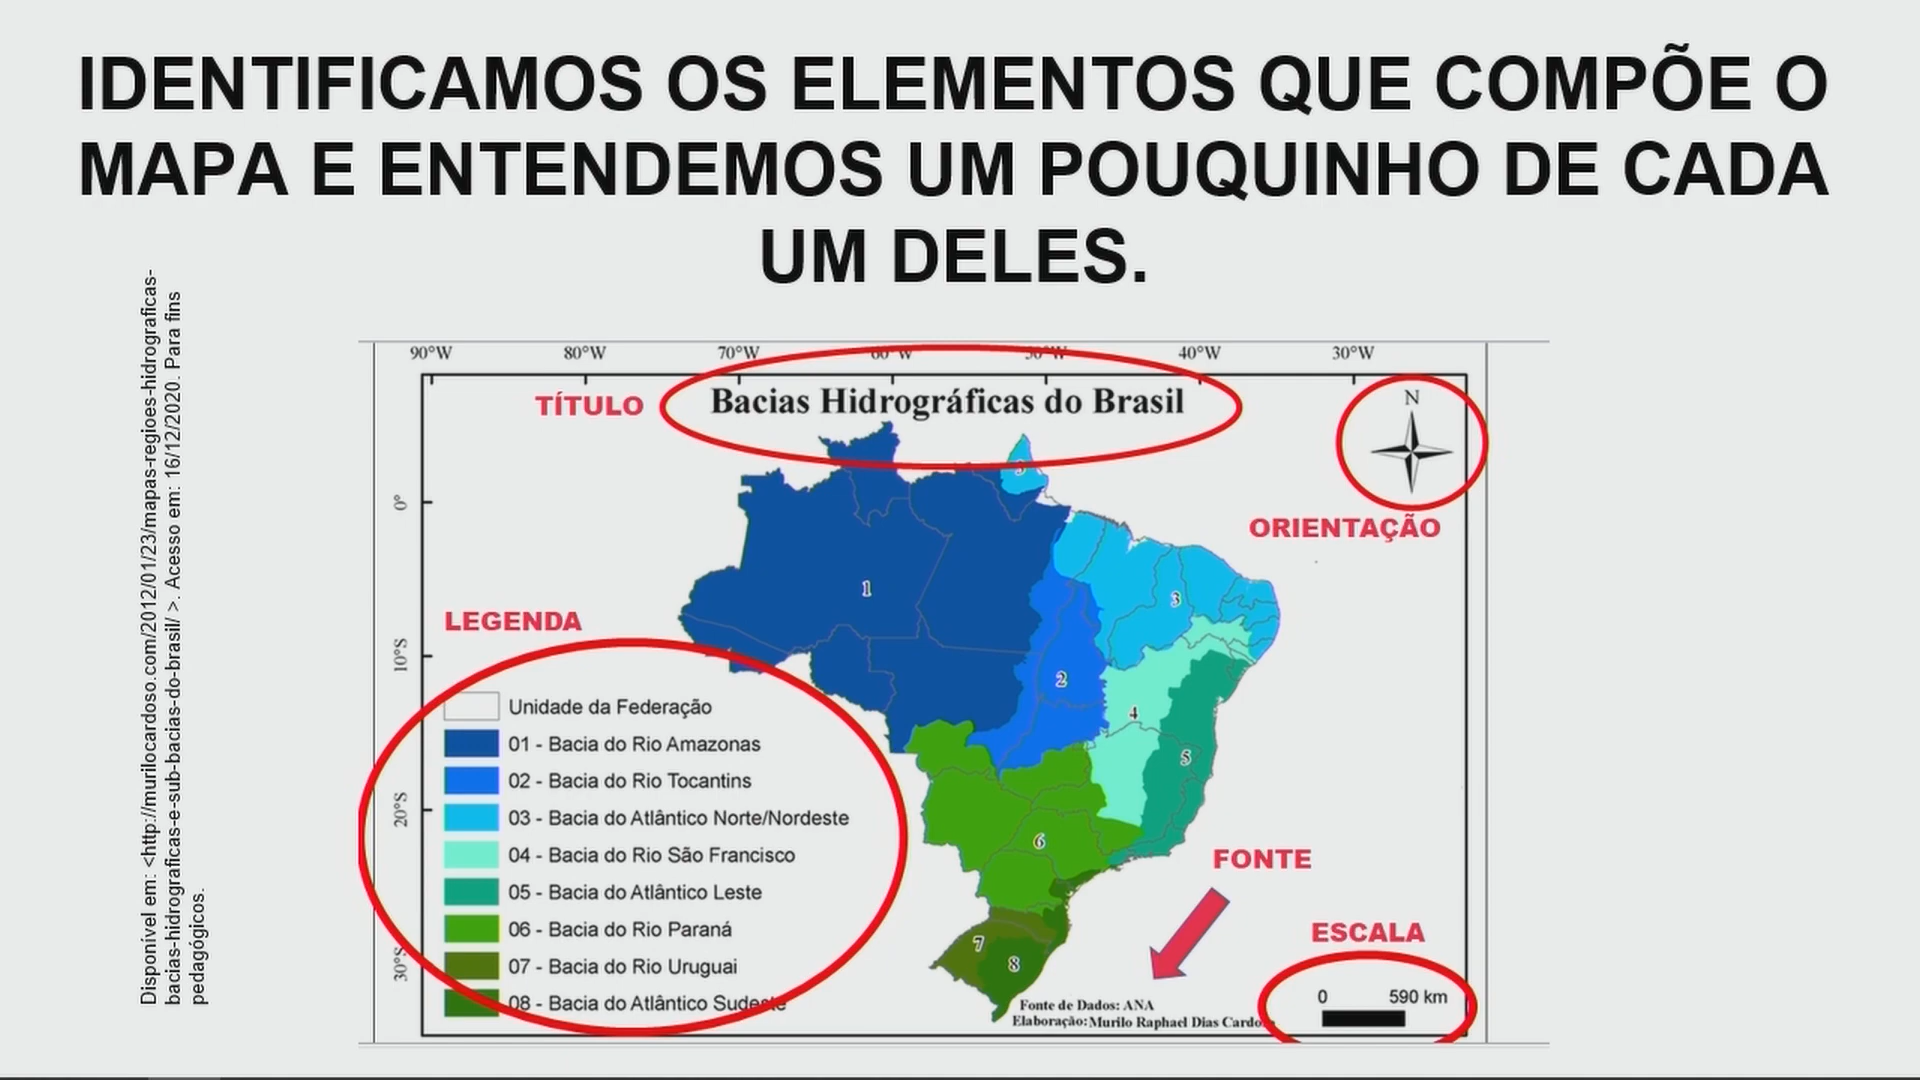 IDENTIFICAMOS OS ELEMENTOS QUE COMPÕE O
MAPA E ENTENDEMOS UM POUQUINHO DE CADA
UM DELES.
Disponível em: <http://murilocardoso.com/2012/01/23/mapas-regioes-hidrograficas-
bacias-hidrograficas-e-sub-bacias-do-brasil/ >. Acesso em: 16/12/2020. Para fins
pedagógicos.
90°W 80°W 70°W 60°W 50°W 40°W 30°W
TÍTULO
Bacias Hidrográficas do Brasil
N
ORIENTAÇÃO
0°
10°S
20°S
30°S
3
1
3
2
4
5
6
7
8
LEGENDA
Unidade da Federação
01 - Bacia do Rio Amazonas
02 - Bacia do Rio Tocantins
03 - Bacia do Atlântico Norte/Nordeste
04 - Bacia do Rio São Francisco
05 - Bacia do Atlântico Leste
06 - Bacia do Rio Paraná
07 - Bacia do Rio Uruguai
08 - Bacia do Atlântico Sudeste
FONTE
Fonte de Dados: ANA
Elaboração: Murilo Raphael Dias Cardoso
ESCALA
0 590 km